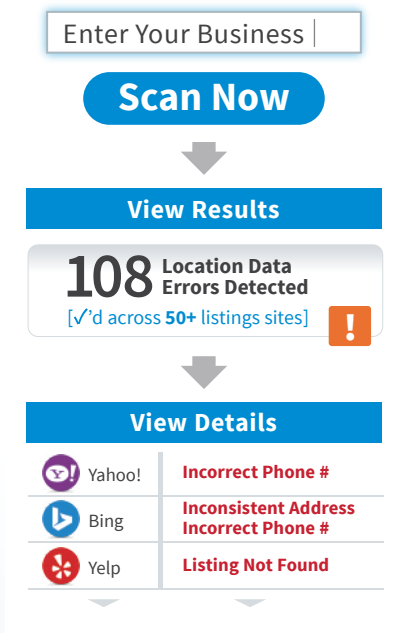 Enter Your Business
Scan Now
View Results
108 Location Data
Errors Detected
[✓'d across 50+ listings sites]
!
View Details
Y! Yahoo! Incorrect Phone #
Bing Inconsistent Address
Incorrect Phone #
Yelp Listing Not Found